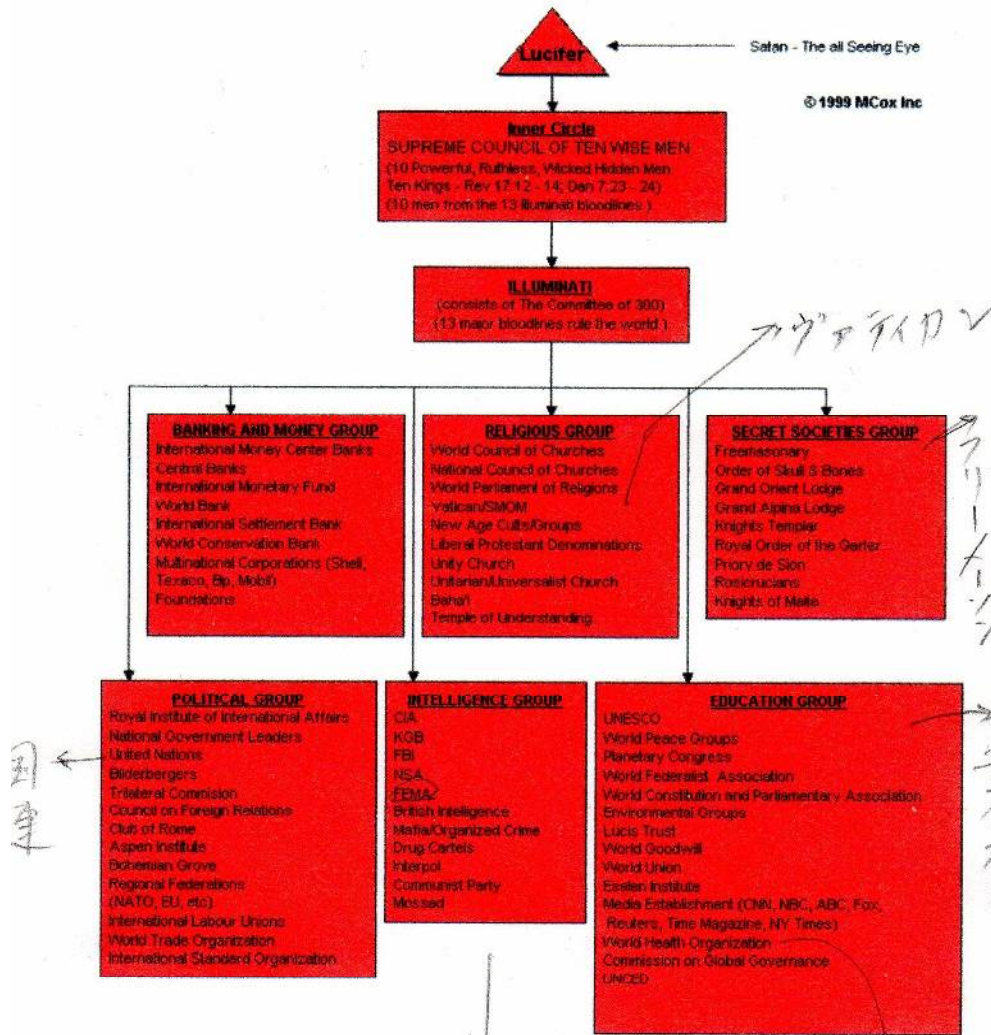 Lucifer
Satan - The all Seeing Eye
© 1999 MCox Inc
Inner Circle
SUPREME COUNCIL OF TEN WISE MEN
(10 Powerful, Ruthless, Wicked Hidden Men
Ten Kings - Rev 17:12 - 14; Dan 7:23 - 24)
(10 men from the 13 illuminati bloodlines )
ILLUMINATI
(consists of The Committee of 300)
(13 major bloodlines rule the world )
ヴァティカン
BANKING AND MONEY GROUP
International Money Center Banks
Central Banks
International Monetary Fund
World Bank
International Settlement Bank
World Conservation Bank
Multinational Corporations (Shell,
Texaco, Bp, Mobil)
Foundations
RELIGIOUS GROUP
World Council of Churches
National Council of Churches
World Parliament of Religions
Vatican/SMOM
New Age Cults/Groups
Liberal Protestant Denominations
Unity Church
Unitarian/Universalist Church
Baha'i
Temple of Understanding
SECRET SOCIETIES GROUP
Freemasonary
Order of Skull S Bones
Grand Orient Lodge
Grand Alpina Lodge
Knights Templar
Royal Order of the Garter
Priory de Sion
Rosicrucians
Knights of Malta
フリーメーソン
POLITICAL GROUP
Royal Institute of International Affairs
National Government Leaders
United Nations
Bilderbergers
Trilateral Commision
Council on Foreign Relations
Club of Rome
Aspen Institute
Bohemian Grove
Regional Federations
(NATO, EU, etc)
International Labour Unions
World Trade Organization
International Standard Organization
国連
INTELLIGENCE GROUP
CIA
KGB
FBI
NSA
FEMA
British Intelligence
Mafia/Organized Crime
Drug Cartels
Interpol
Communist Party
Mossad
EDUCATION GROUP
UNESCO
World Peace Groups
Planetary Congress
World Federalist Association
World Constitution and Parliamentary Association
Environmental Groups
Lucis Trust
World Goodwill
World Union
Esalen Institute
Media Establishment (CNN, NBC, ABC, Fox,
Reuters, Time Magazine, NY Times)
World Health Organization
Commission on Global Governance
UNCED